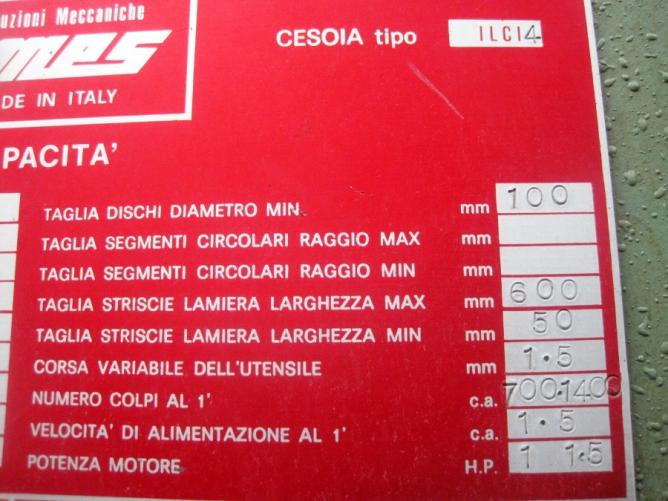 uzioni Meccaniche
mes
DE IN ITALY
CESOIA tipo ILCI4
PACITA'
TAGLIA DISCHI DIAMETRO MIN. mm 100
TAGLIA SEGMENTI CIRCOLARI RAGGIO MAX mm
TAGLIA SEGMENTI CIRCOLARI RAGGIO MIN mm
TAGLIA STRISCIE LAMIERA LARGHEZZA MAX mm 600
TAGLIA STRISCIE LAMIERA LARGHEZZA MIN mm 50
CORSA VARIABILE DELL'UTENSILE mm 1·5
NUMERO COLPI AL 1' c.a. 700·1400
VELOCITA' DI ALIMENTAZIONE AL 1' c.a. 1·5
POTENZA MOTORE H.P. 1 1·5